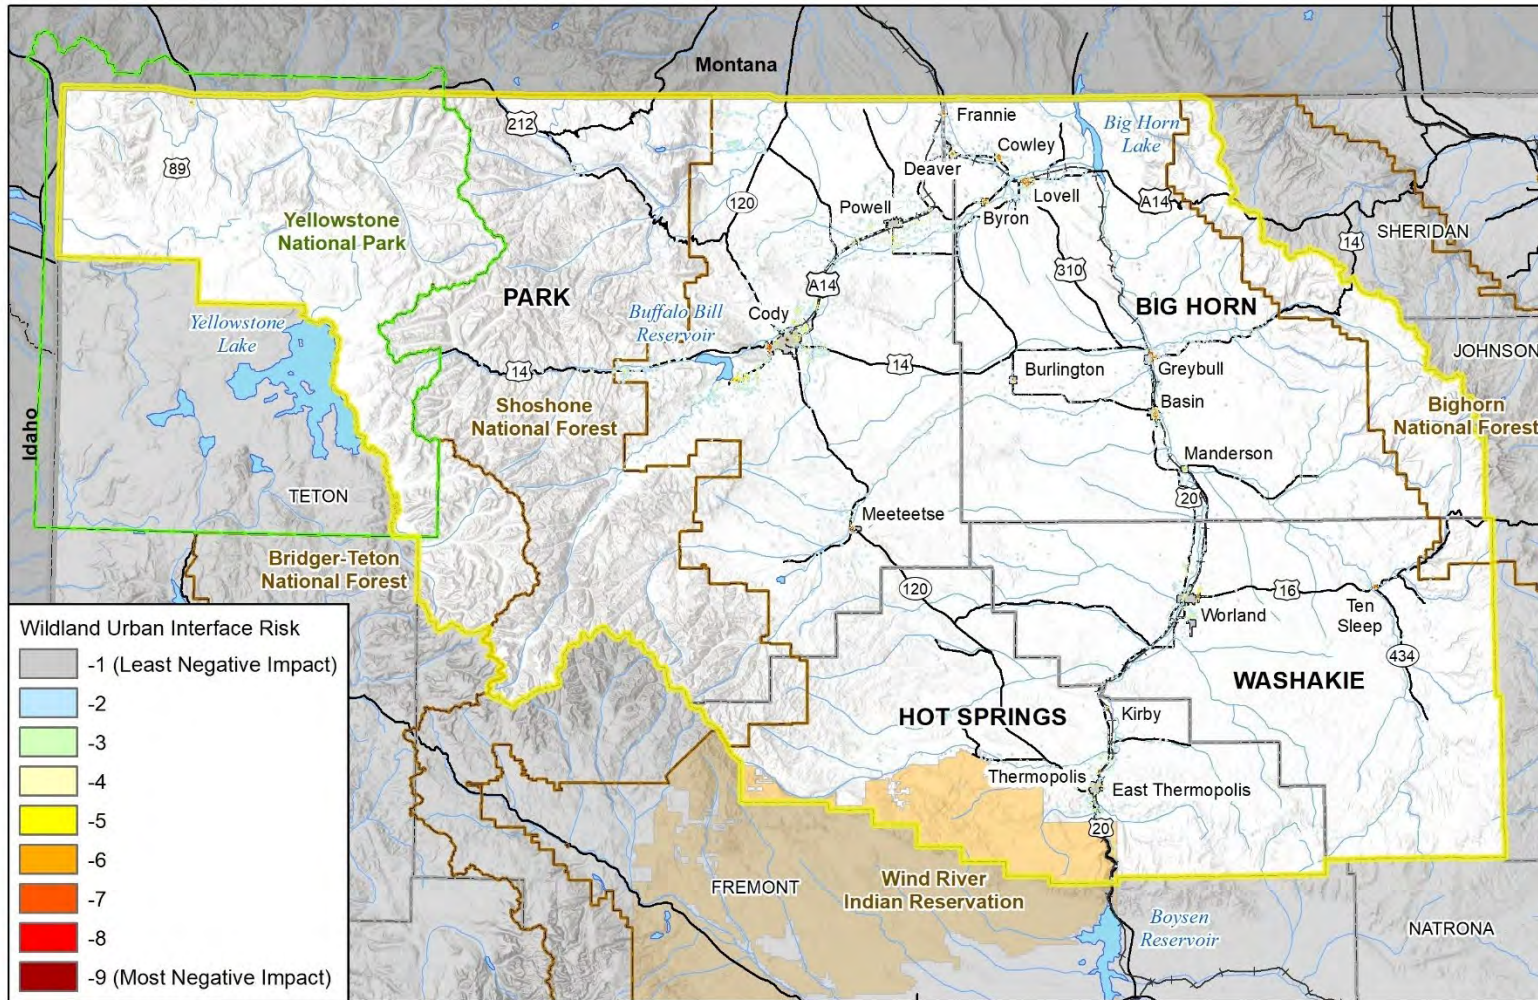 Montana
212
Frannie
Big Horn
Lake
Cowley
Deaver
89
120
Powell
Lovell
Byron
A14
Yellowstone
National Park
14
SHERIDAN
310
PARK
A14
BIG HORN
Buffalo Bill
Reservoir
Cody
Yellowstone
Lake
JOHNSON
14
14
Burlington
Greybull
Idaho
Shoshone
National Forest
Basin
Bighorn
National Forest
Manderson
TETON
20
Meeteetse
Bridger-Teton
National Forest
120
16
Worland
Ten
Sleep
434
WASHAKIE
HOT SPRINGS
Kirby
Thermopolis
East Thermopolis
20
FREMONT
Wind River
Indian Reservation
Boysen
Reservoir
NATRONA
Wildland Urban Interface Risk
-1 (Least Negative Impact)
-2
-3
-4
-5
-6
-7
-8
-9 (Most Negative Impact)